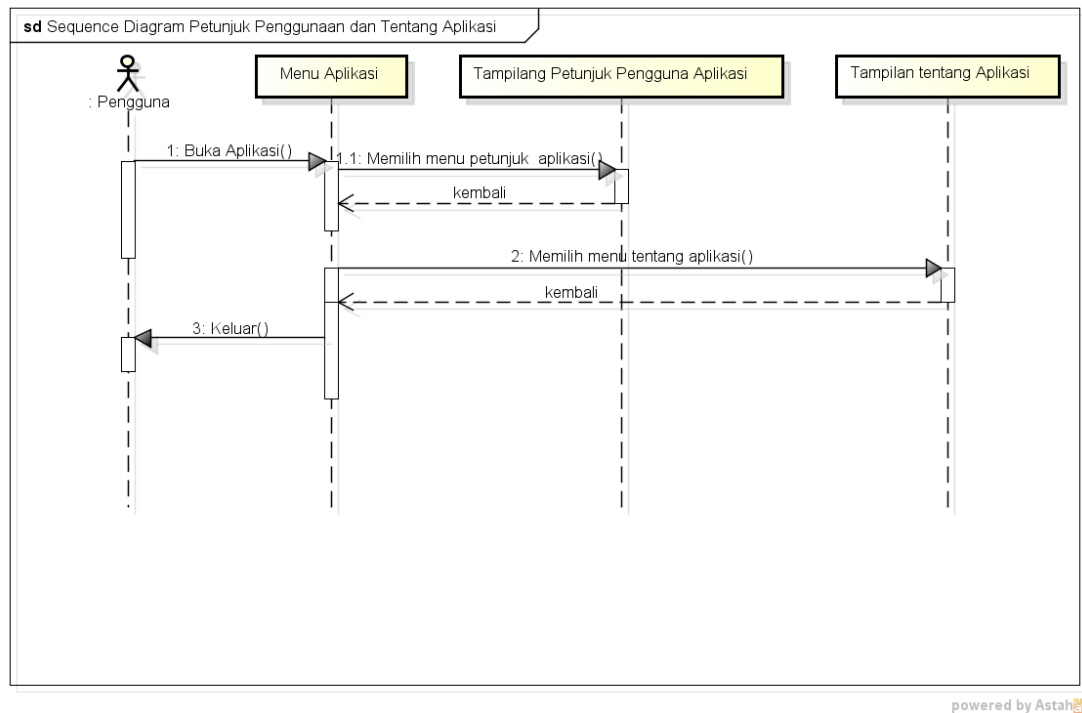 sd Sequence Diagram Petunjuk Penggunaan dan Tentang Aplikasi
: Pengguna
Menu Aplikasi
Tampilang Petunjuk Pengguna Aplikasi
Tampilan tentang Aplikasi
1: Buka Aplikasi()
1.1: Memilih menu petunjuk  aplikasi()
kembali
2: Memilih menu tentang aplikasi()
kembali
3: Keluar()
powered by Astah